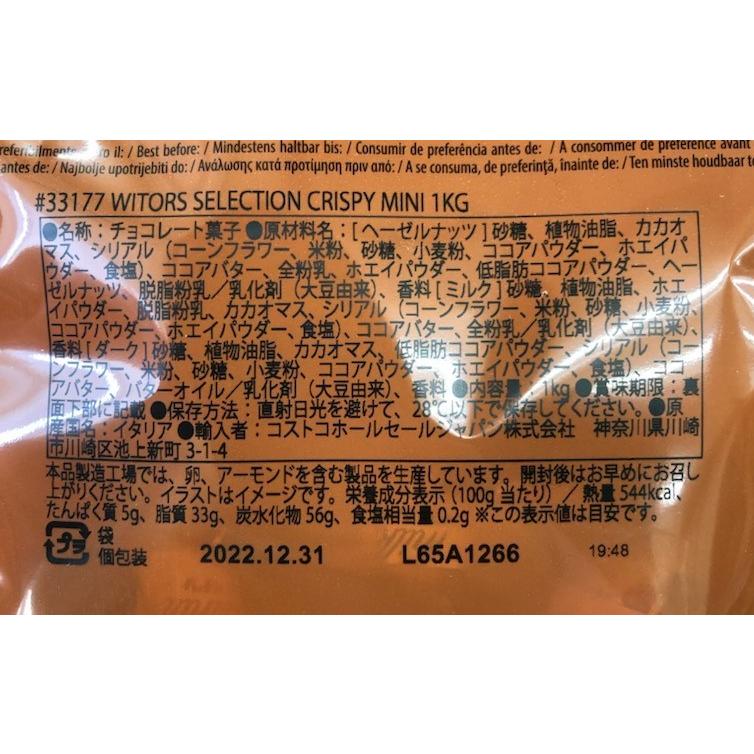 il: / Best before: / Mindestens haltbar bis: / Consumir de preferência antes de: / A consommer de préférence avant
antes de: / Najbolje upotrijebiti do: / Ανάλωσης κατά προτίμηση πριν από: / A se consuma, de preferinţă, înainte de: / Ten minste houdbaar
#33177 WITORS SELECTION CRISPY MINI 1KG
●名称：チョコレート菓子●原材料名：[ヘーゼルナッツ]砂糖、植物油脂、カカオ
マス、シリアル（コーンフラワー、米粉、砂糖、小麦粉、ココアパウダー、ホエイパ
ウダー、食塩）、ココアバター、全粉乳、ホエイパウダー、低脂肪ココアパウダー、ヘー
ゼルナッツ、脱脂粉乳／乳化剤（大豆由来）、香料[ミルク]砂糖、植物油脂、ホエ
イパウダー、脱脂粉乳、カカオマス、シリアル（コーンフラワー、米粉、砂糖、小麦粉、
ココアパウダー、ホエイパウダー、食塩）、ココアバター、全粉乳／乳化剤（大豆由来）、
香料[ダーク]砂糖、植物油脂、カカオマス、低脂肪ココアパウダー、シリアル（コー
ンフラワー、米粉、砂糖、小麦粉、ココアパウダー、ホエイパウダー、食塩）、ココ
アバター、バターオイル／乳化剤（大豆由来）、香料●内容量：1kg●賞味期限：裏
面下部に記載●保存方法：直射日光を避けて、28℃以下で保存してください。●原
産国名：イタリア●輸入者：コストコホールセールジャパン株式会社 神奈川県川崎
市川崎区池上新町 3-1-4
本品製造工場では、卵、アーモンドを含む製品を生産しています。開封後はお早めにお召し
上がりください。イラストはイメージです。栄養成分表示（100g 当たり）／熱量 544kcal、
たんぱく質 5g、脂質 33g、炭水化物 56g、食塩相当量 0.2g ※この表示値は目安です。
プラ 袋
個包装 2022.12.31 L65A1266 19:48